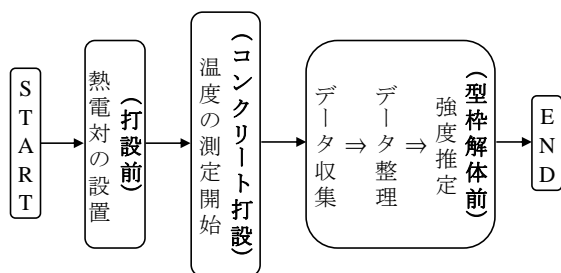 START
熱電対の設置
(打設前)
温度の測定開始
(コンクリート打設)
データ収集
⇒
データ整理
⇒
強度推定
(型枠解体前)
END